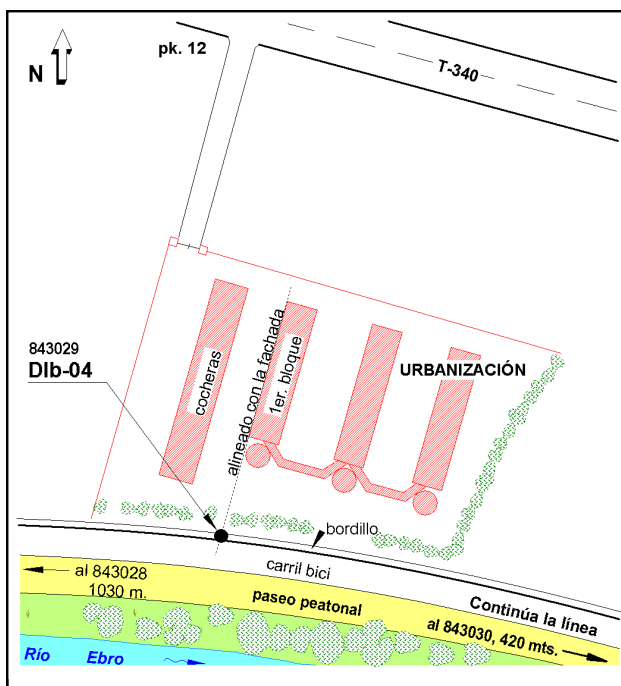 pk. 12
T-340
N
843029
Dlb-04
cocheras
alineado con la fachada
1er. bloque
URBANIZACIÓN
bordillo
carril bici
al 843028
1030 m.
paseo peatonal
Continúa la línea
al 843030, 420 mts.
Río Ebro